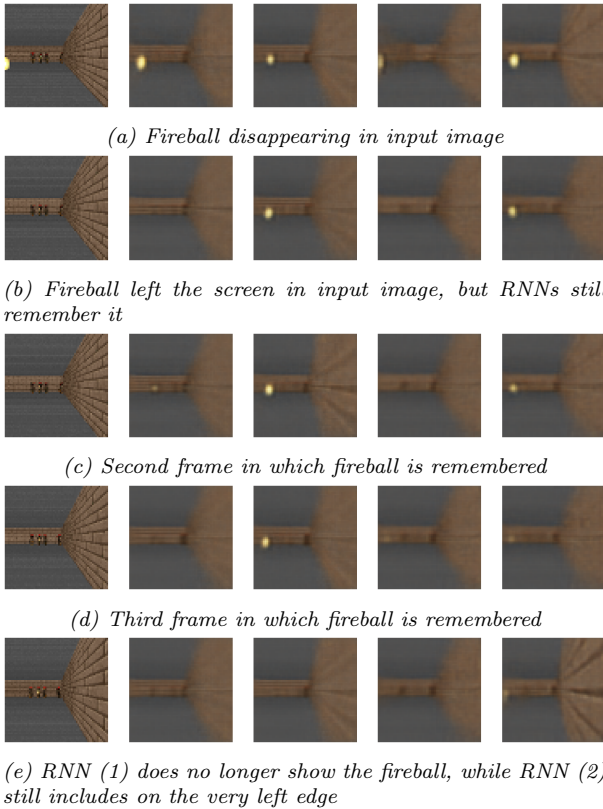 (a) Fireball disappearing in input image
(b) Fireball left the screen in input image, but RNNs still
remember it
(c) Second frame in which fireball is remembered
(d) Third frame in which fireball is remembered
(e) RNN (1) does no longer show the fireball, while RNN (2)
still includes on the very left edge